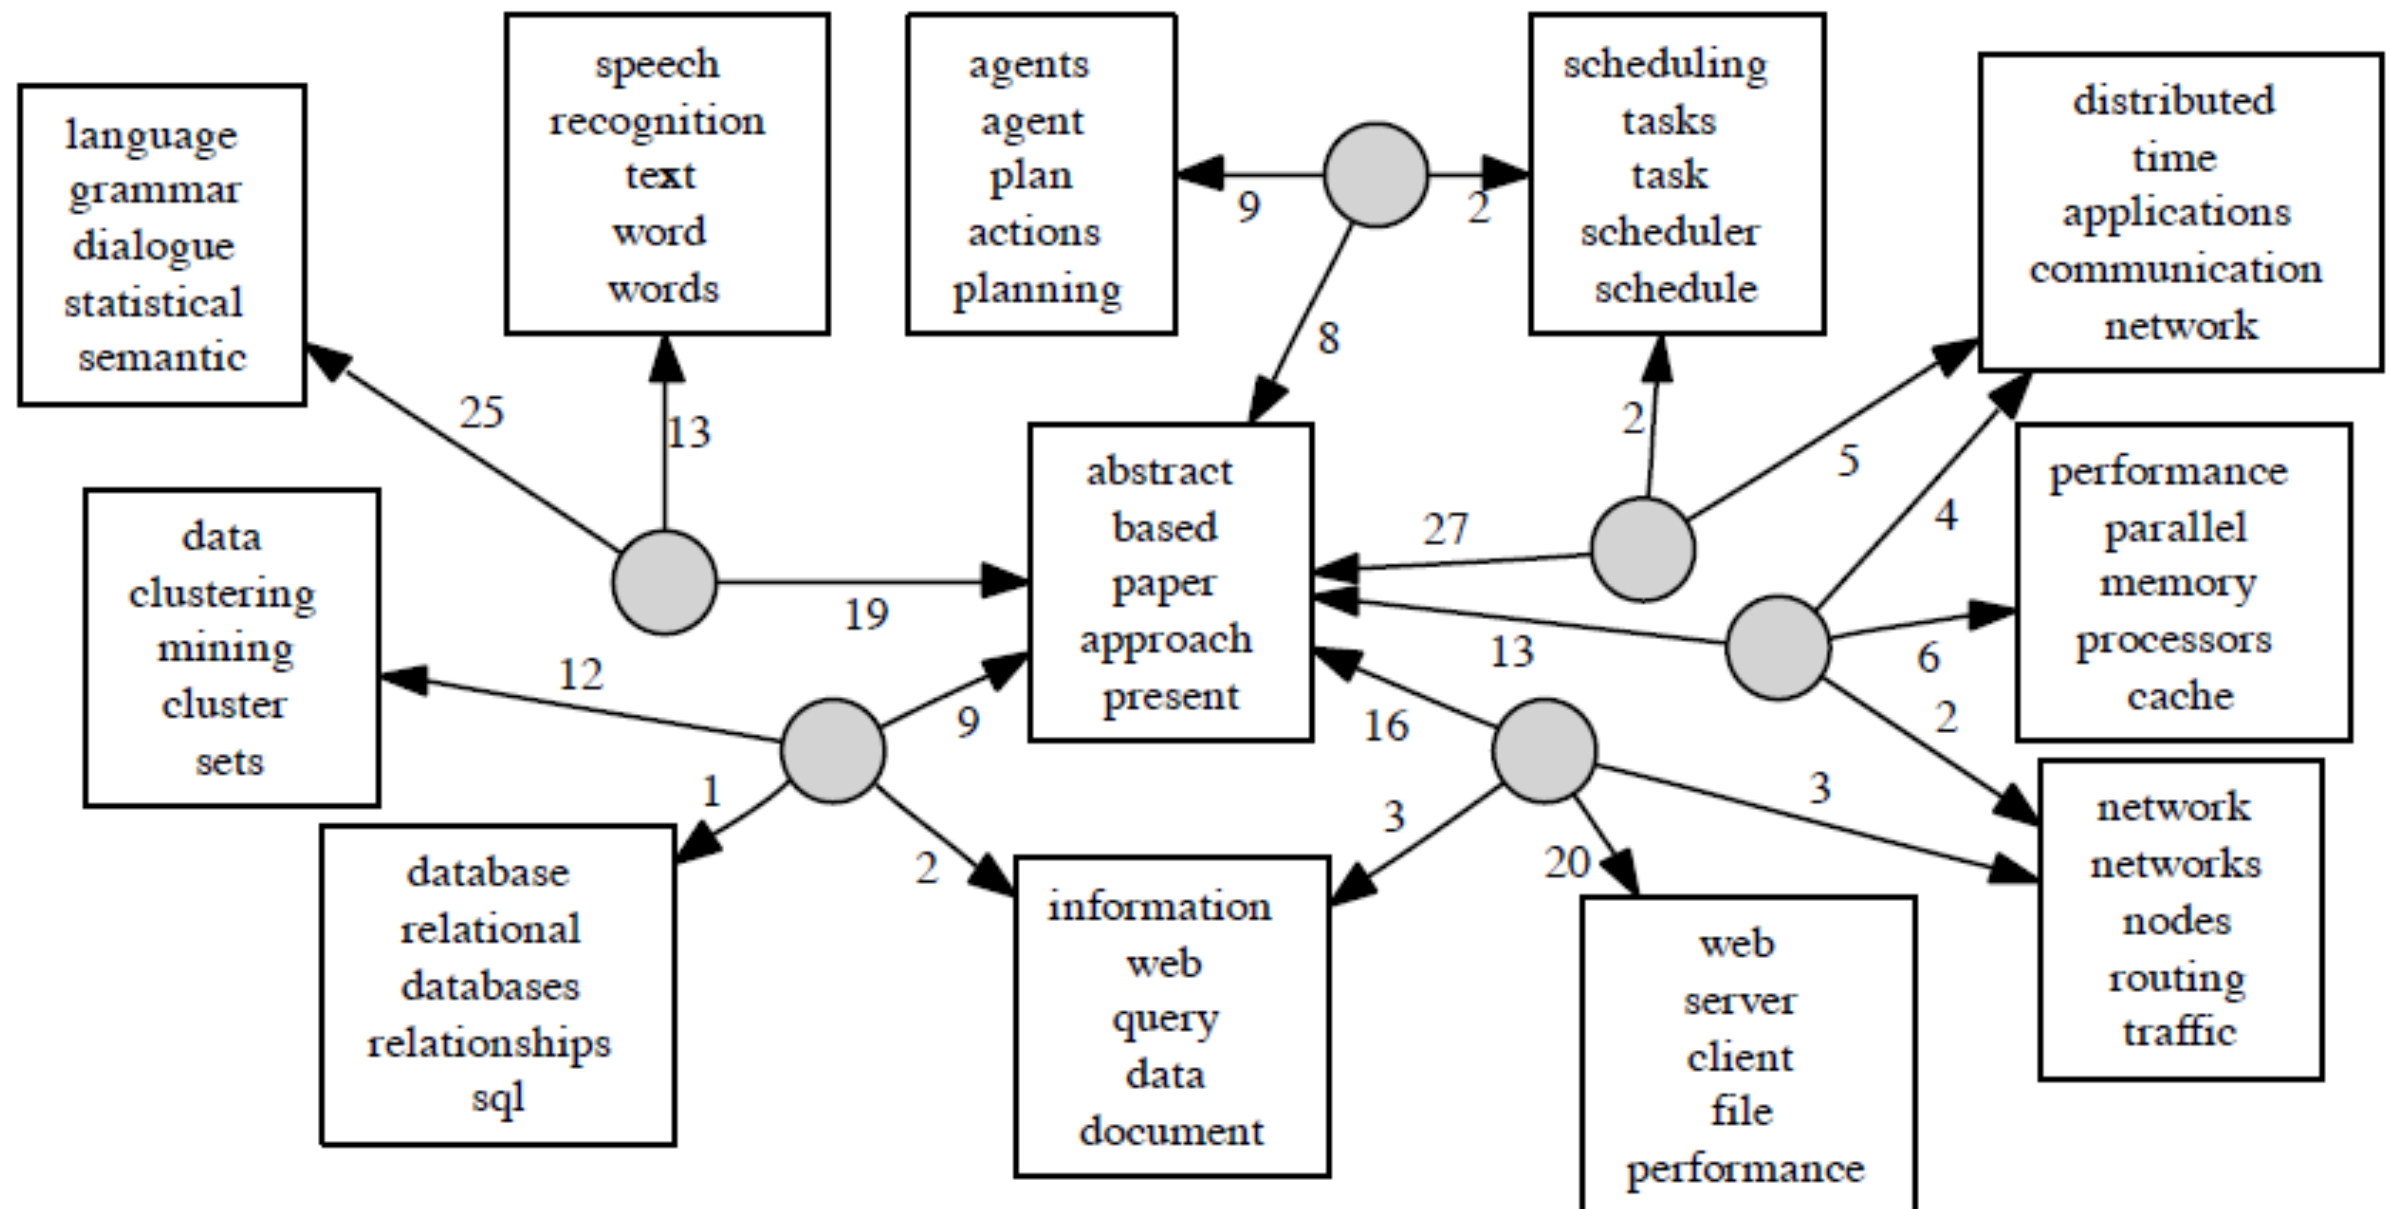 speech
recognition
text
word
words
agents
agent
plan
actions
planning
scheduling
tasks
task
scheduler
schedule
distributed
time
applications
communication
network
language
grammar
dialogue
statistical
semantic
9
2
8
25
13
2
5
4
abstract
based
paper
approach
present
performance
parallel
memory
processors
cache
data
clustering
mining
cluster
sets
27
19
13
6
12
9
16
2
1
2
3
20
3
database
relational
databases
relationships
sql
information
web
query
data
document
web
server
client
file
performance
network
networks
nodes
routing
traffic